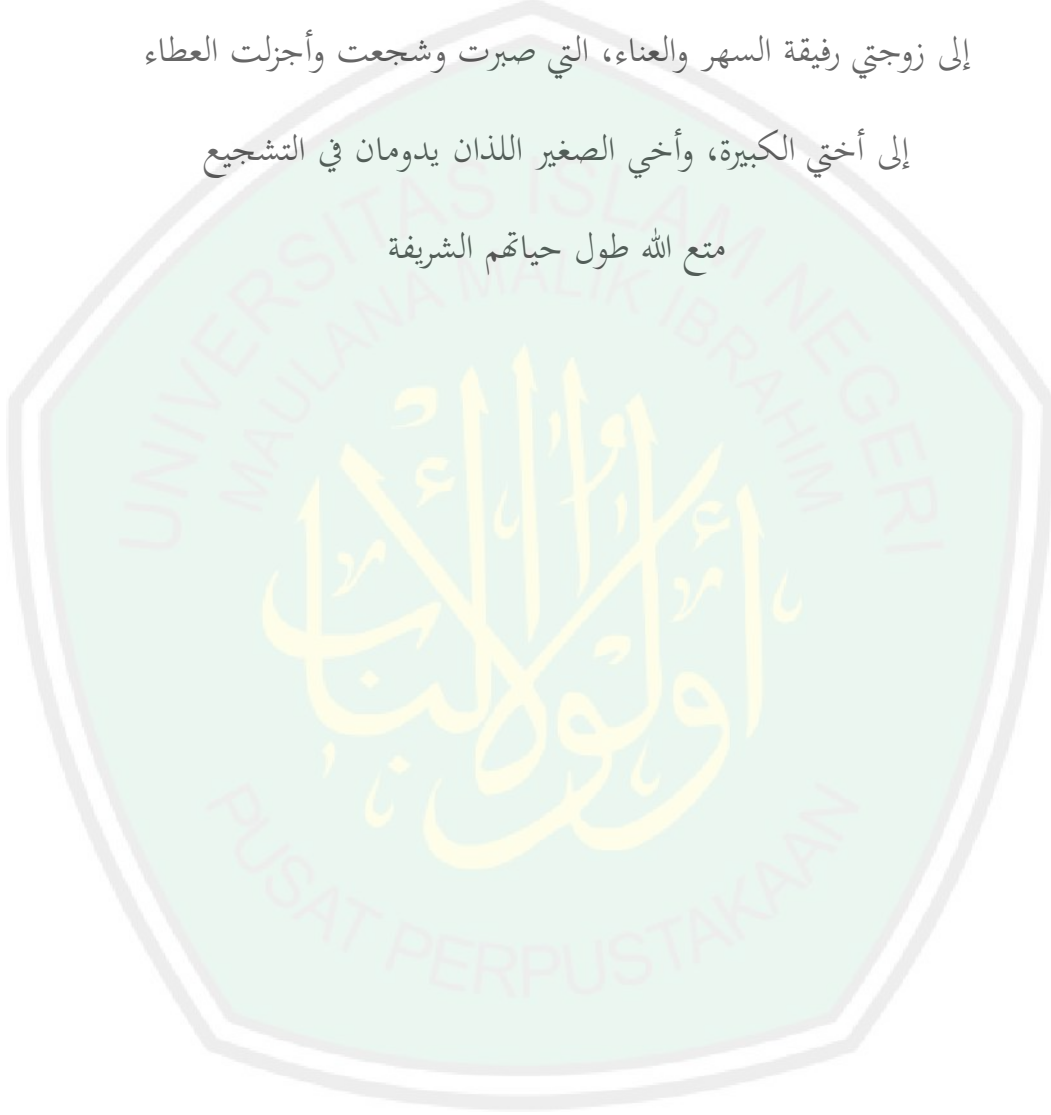 إلى زوجتي رفيقة السهر والعناء، التي صبرت وشجعت وأجزلت العطاء
إلى أختي الكبيرة، وأخي الصغير اللذان يدومان في التشجيع
متع الله طول حياتهم الشريفة
UNIVERSITAS ISLAM NEGERI
MAULANA MALIK IBRAHIM
أولوا الألباب
PUSAT PERPUSTAKAAN